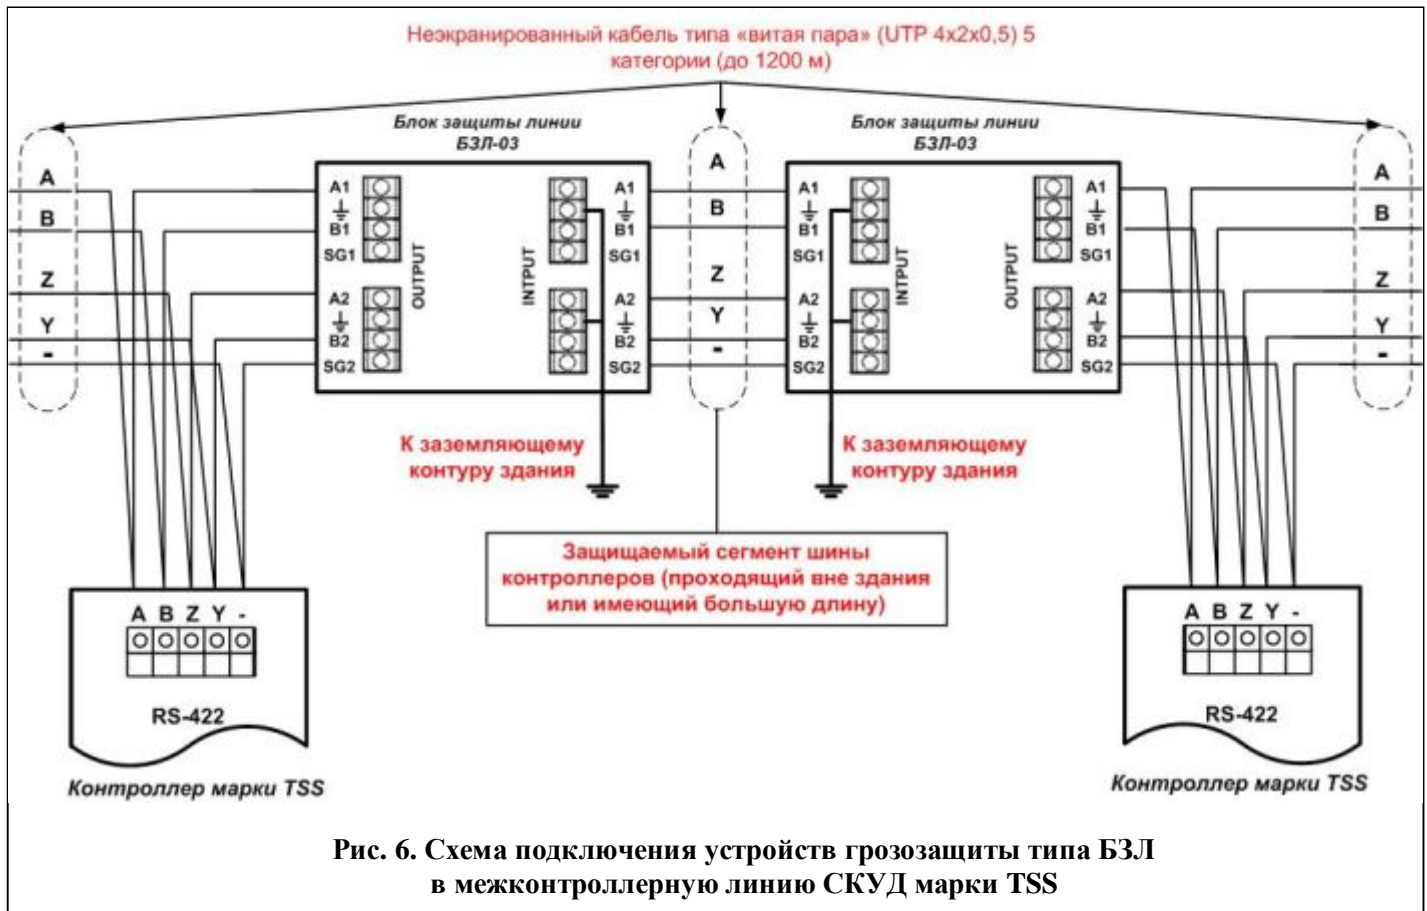 Неэкранированный кабель типа «витая пара» (UTP 4x2x0,5) 5
категории (до 1200 м)
Блок защиты линии
БЗЛ-03
Блок защиты линии
БЗЛ-03
A
B
Z
Y
-
A1
B1
SG1
A2
B2
SG2
OUTPUT
INTPUT
A1
B1
SG1
A2
B2
SG2
A
B
Z
Y
-
A1
B1
SG1
A2
B2
SG2
INTPUT
OUTPUT
A1
B1
SG1
A2
B2
SG2
A
B
Z
Y
-
К заземляющему
контуру здания
К заземляющему
контуру здания
Защищаемый сегмент шины
контроллеров (проходящий вне здания
или имеющий большую длину)
A B Z Y -
RS-422
Контроллер марки TSS
A B Z Y -
RS-422
Контроллер марки TSS
Рис. 6. Схема подключения устройств грозозащиты типа БЗЛ
в межконтроллерную линию СКУД марки TSS